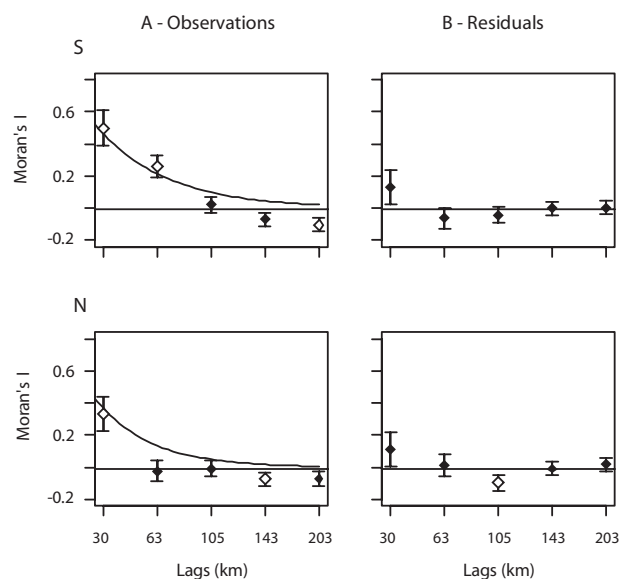 A - Observations
B - Residuals
S
Moran's I
0.6
0.2
-0.2
N
Moran's I
0.6
0.2
-0.2
30 63 105 143 203
30 63 105 143 203
Lags (km)
Lags (km)